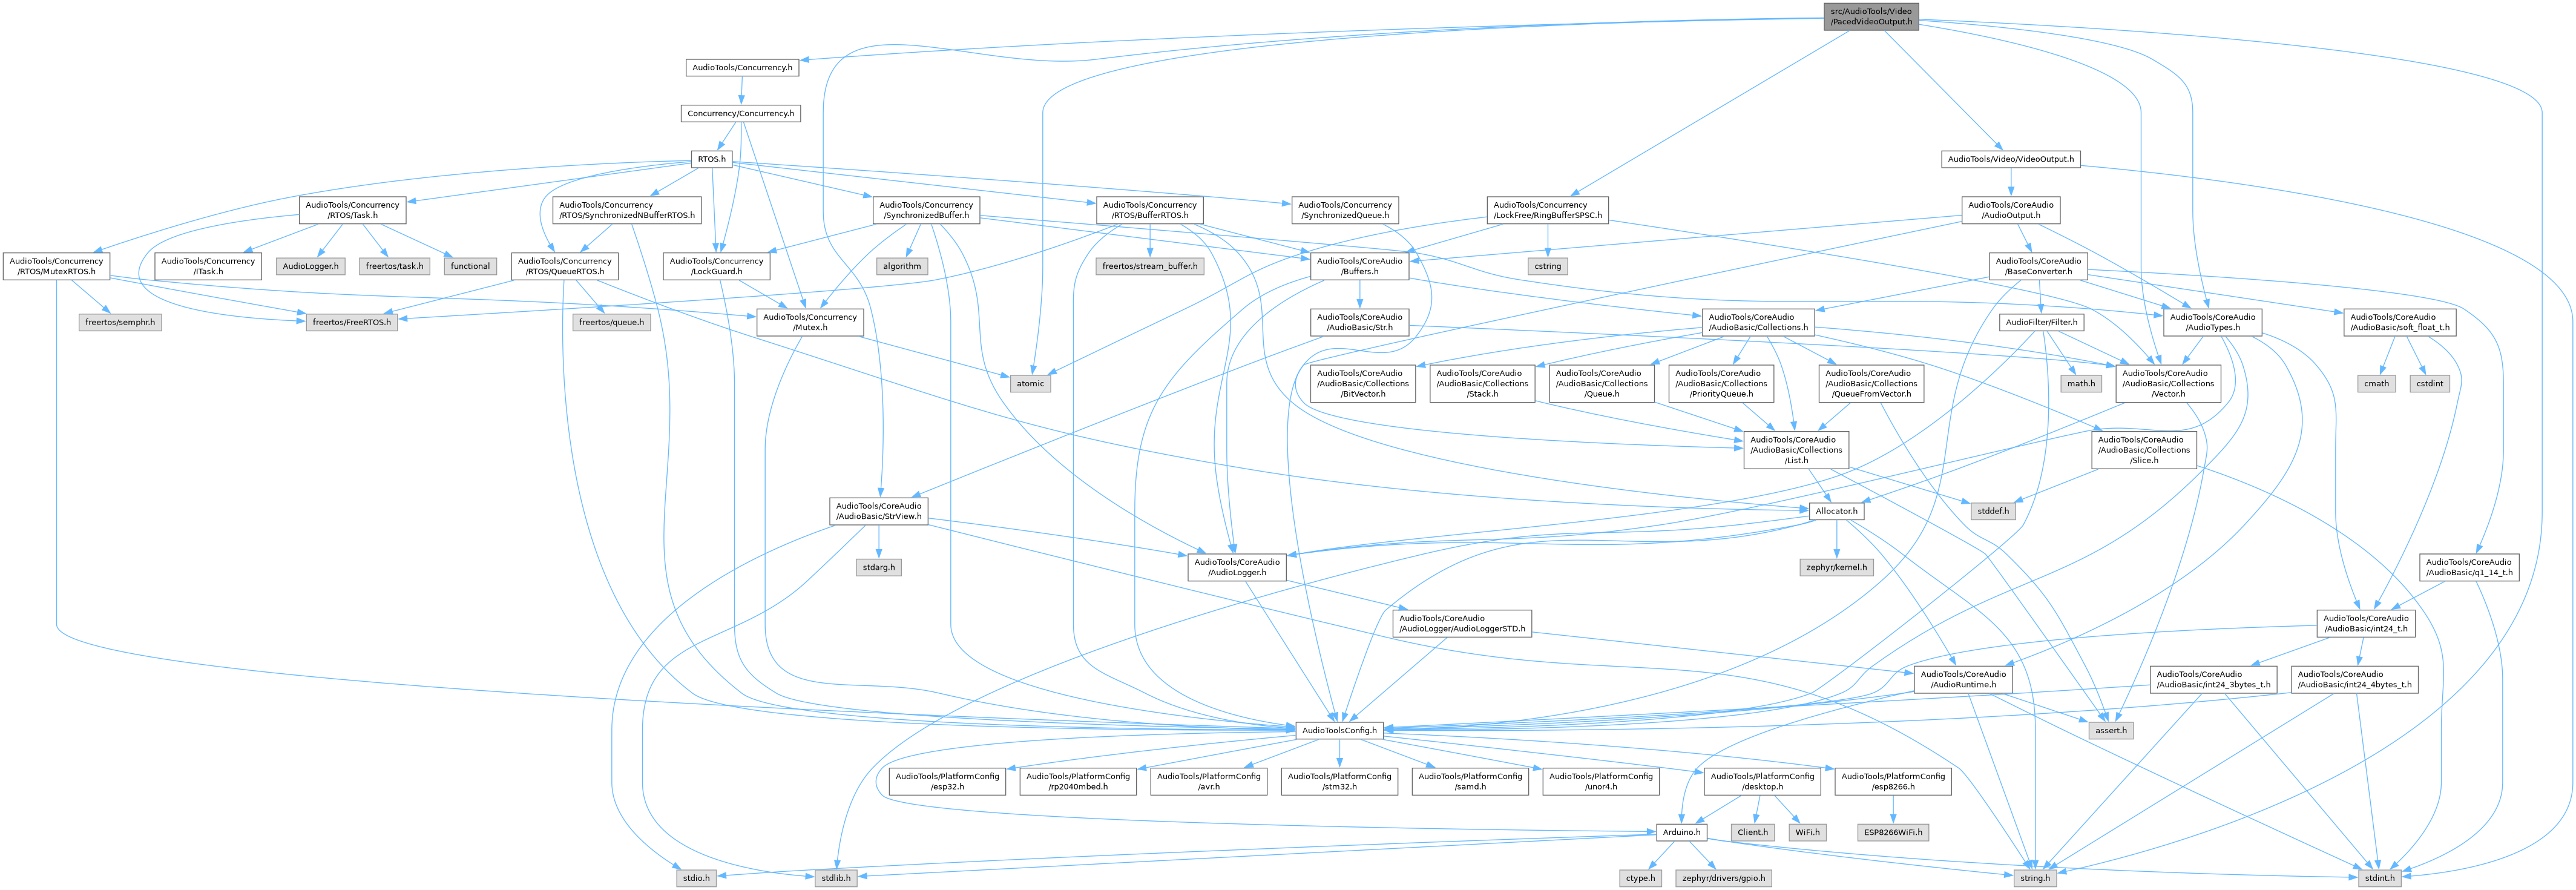 src/AudioTools/Video
/PacedVideoOutput.h
AudioTools/Concurrency.h
Concurrency/Concurrency.h
RTOS.h
AudioTools/Video/VideoOutput.h
AudioTools/Concurrency
/RTOS/Task.h
AudioTools/Concurrency
/RTOS/SynchronizedNBufferRTOS.h
AudioTools/Concurrency
/SynchronizedBuffer.h
AudioTools/Concurrency
/RTOS/BufferRTOS.h
AudioTools/Concurrency
/SynchronizedQueue.h
AudioTools/Concurrency
/LockFree/RingBufferSPSC.h
AudioTools/CoreAudio
/AudioOutput.h
AudioTools/Concurrency
/RTOS/MutexRTOS.h
AudioTools/Concurrency
/ITask.h
AudioLogger.h
freertos/task.h
functional
AudioTools/Concurrency
/RTOS/QueueRTOS.h
AudioTools/Concurrency
/LockGuard.h
algorithm
freertos/stream_buffer.h
AudioTools/CoreAudio
/Buffers.h
cstring
AudioTools/CoreAudio
/BaseConverter.h
freertos/semphr.h
freertos/FreeRTOS.h
freertos/queue.h
AudioTools/Concurrency
/Mutex.h
AudioTools/CoreAudio
/AudioBasic/Str.h
AudioTools/CoreAudio
/AudioBasic/Collections.h
AudioFilter/Filter.h
AudioTools/CoreAudio
/AudioTypes.h
AudioTools/CoreAudio
/AudioBasic/soft_float_t.h
atomic
AudioTools/CoreAudio
/AudioBasic/Collections
/BitVector.h
AudioTools/CoreAudio
/AudioBasic/Collections
/Stack.h
AudioTools/CoreAudio
/AudioBasic/Collections
/Queue.h
AudioTools/CoreAudio
/AudioBasic/Collections
/PriorityQueue.h
AudioTools/CoreAudio
/AudioBasic/Collections
/QueueFromVector.h
math.h
AudioTools/CoreAudio
/AudioBasic/Collections
/Vector.h
cmath
cstdint
AudioTools/CoreAudio
/AudioBasic/Collections
/List.h
AudioTools/CoreAudio
/AudioBasic/Collections
/Slice.h
AudioTools/CoreAudio
/AudioBasic/StrView.h
Allocator.h
stddef.h
stdarg.h
AudioTools/CoreAudio
/AudioLogger.h
zephyr/kernel.h
AudioTools/CoreAudio
/AudioBasic/q1_14_t.h
AudioTools/CoreAudio
/AudioLogger/AudioLoggerSTD.h
AudioTools/CoreAudio
/AudioBasic/int24_t.h
AudioTools/CoreAudio
/AudioRuntime.h
AudioTools/CoreAudio
/AudioBasic/int24_3bytes_t.h
AudioTools/CoreAudio
/AudioBasic/int24_4bytes_t.h
AudioToolsConfig.h
assert.h
AudioTools/PlatformConfig
/esp32.h
AudioTools/PlatformConfig
/rp2040mbed.h
AudioTools/PlatformConfig
/avr.h
AudioTools/PlatformConfig
/stm32.h
AudioTools/PlatformConfig
/samd.h
AudioTools/PlatformConfig
/unor4.h
AudioTools/PlatformConfig
/desktop.h
AudioTools/PlatformConfig
/esp8266.h
Arduino.h
Client.h
WiFi.h
ESP8266WiFi.h
stdio.h
stdlib.h
ctype.h
zephyr/drivers/gpio.h
string.h
stdint.h